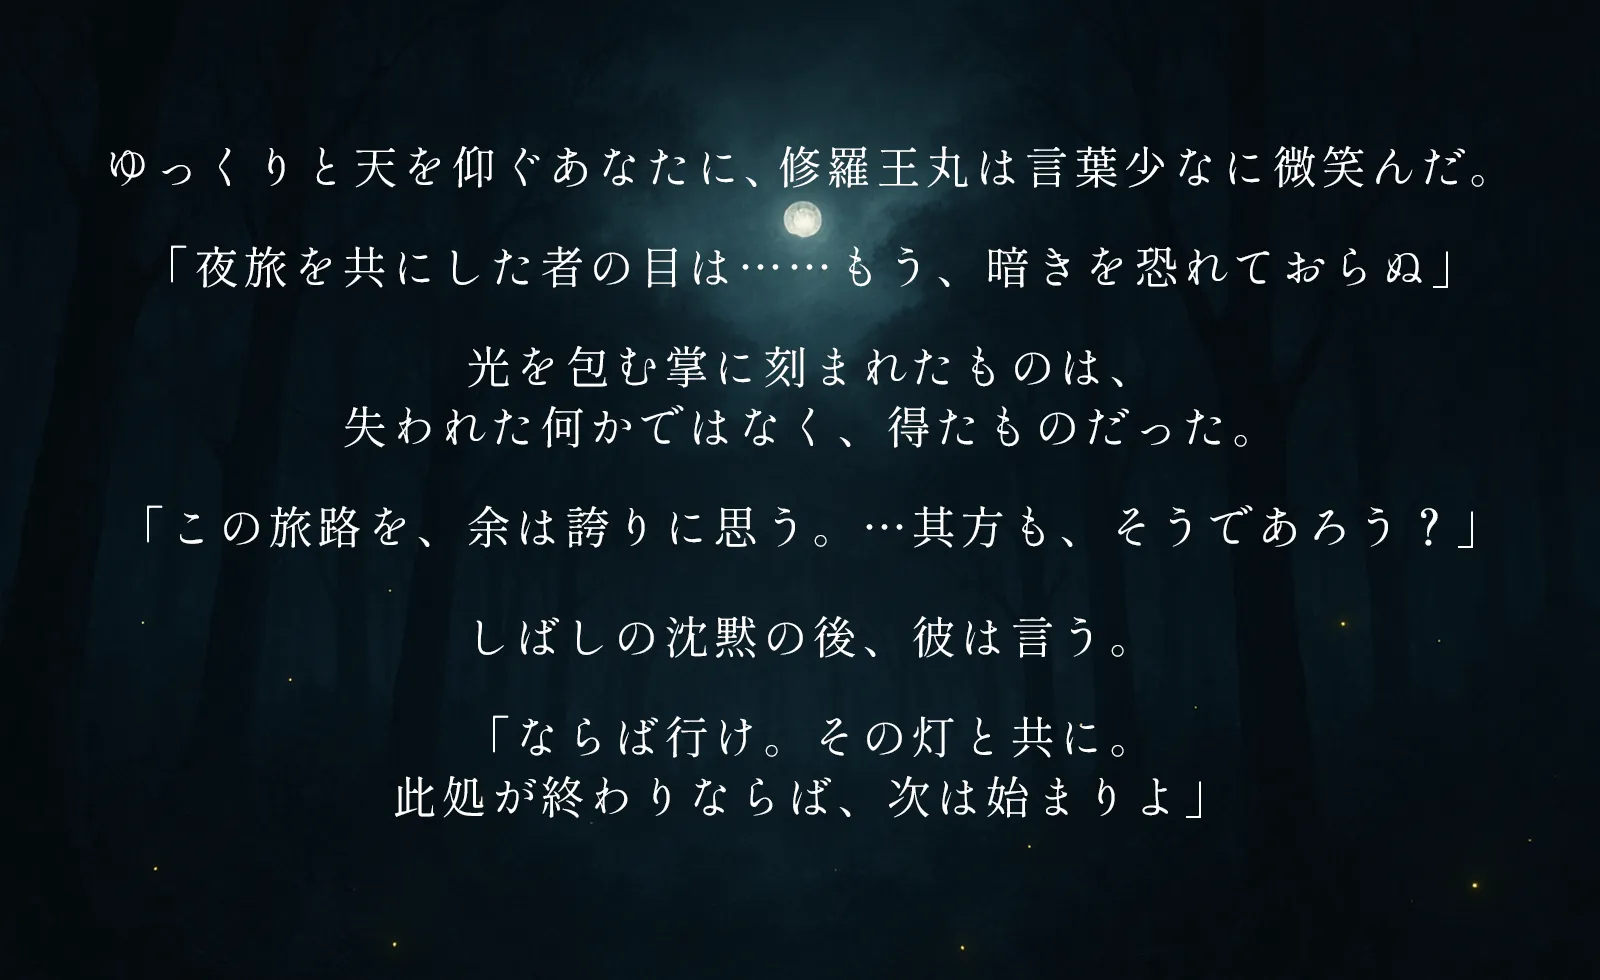 ゆっくりと天を仰ぐあなたに、修羅王丸は言葉少なに微笑んだ。
「夜旅を共にした者の目は……もう、暗きを恐れておらぬ」
光を包む掌に刻まれたものは、
失われた何かではなく、得たものだった。
「この旅路を、余は誇りに思う。…其方も、そうであろう？」
しばしの沈黙の後、彼は言う。
「ならば行け。その灯と共に。
此処が終わりならば、次は始まりよ」